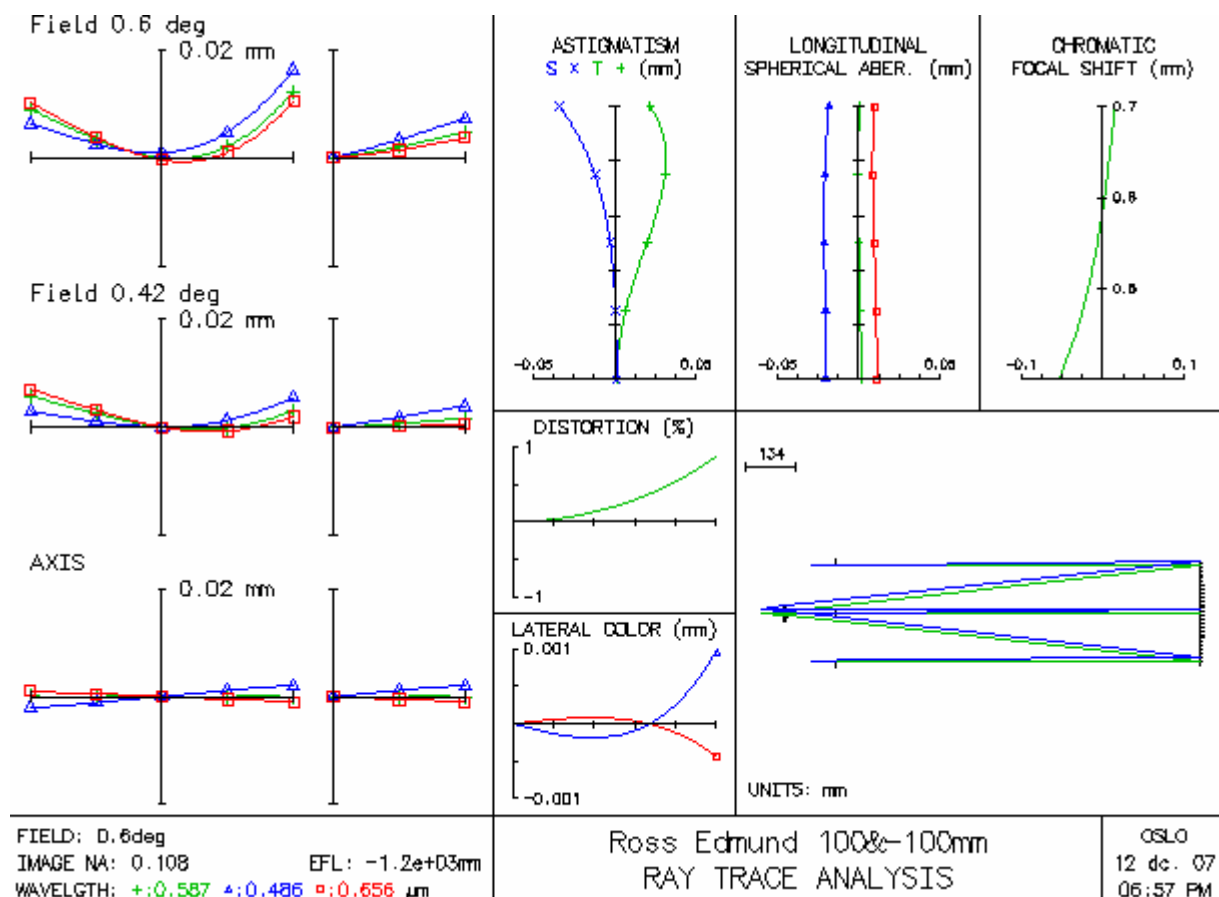 Field 0.6 deg
0.02 mm
Field 0.42 deg
0.02 mm
AXIS
0.02 mm
ASTIGMATISM
S × T + (mm)
-0.05 0.05
LONGITUDINAL
SPHERICAL ABER. (mm)
-0.05 0.05
CHROMATIC
FOCAL SHIFT (mm)
0.7
0.6
0.5
-0.1 0.1
DISTORTION (%)
1
-1
LATERAL COLOR (mm)
0.001
-0.001
134
UNITS: mm
FIELD: 0.6deg
IMAGE NA: 0.108 EFL: -1.2e+03mm
WAVELGTH: +:0.587 ▵:0.486 ▫:0.656 µm
Ross Edmund 100&-100mm
RAY TRACE ANALYSIS
OSLO
12 dc. 07
06:57 PM